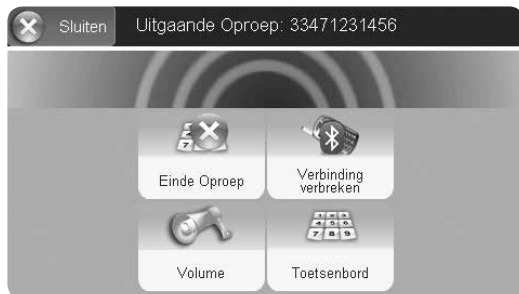 Sluiten
Uitgaande Oproep: 33471231456
Einde Oproep
Verbinding
verbreken
Volume
Toetsenbord